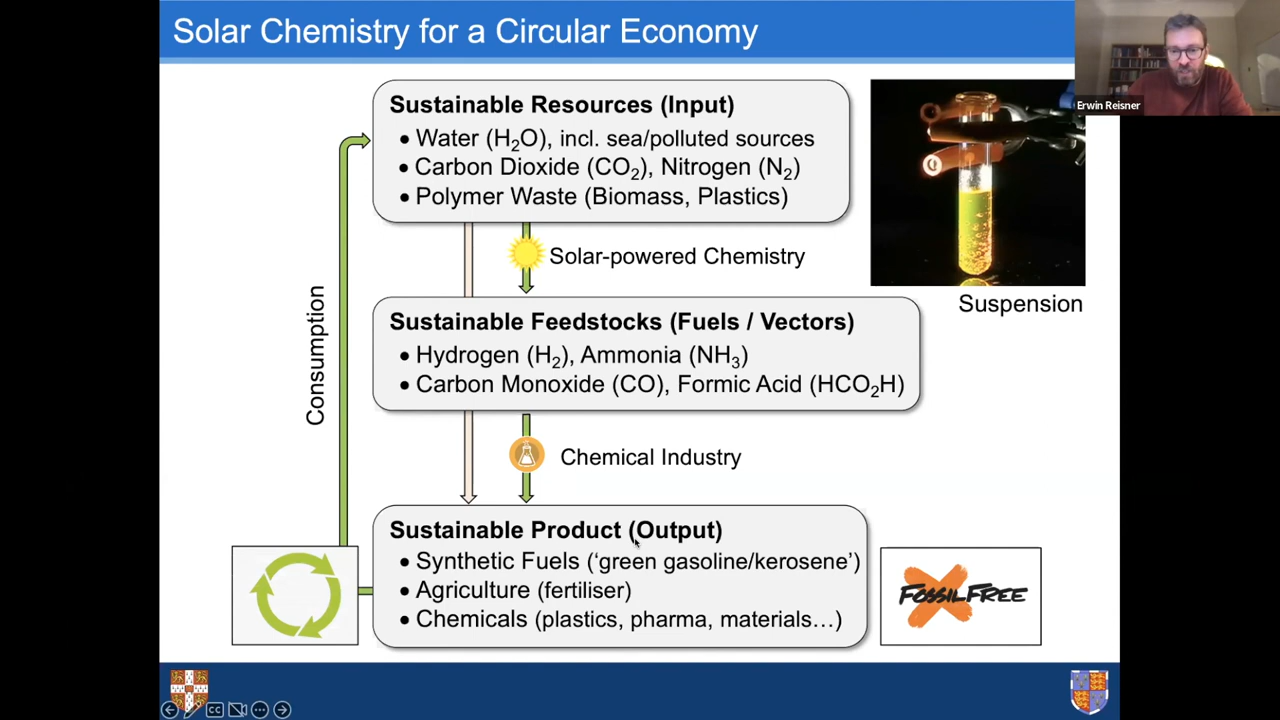 Solar Chemistry for a Circular Economy
Erwin Reisner
Sustainable Resources (Input)
• Water (H₂O), incl. sea/polluted sources
• Carbon Dioxide (CO₂), Nitrogen (N₂)
• Polymer Waste (Biomass, Plastics)
Solar-powered Chemistry
Suspension
Consumption
Sustainable Feedstocks (Fuels / Vectors)
• Hydrogen (H₂), Ammonia (NH₃)
• Carbon Monoxide (CO), Formic Acid (HCO₂H)
Chemical Industry
Sustainable Product (Output)
• Synthetic Fuels (‘green gasoline/kerosene’)
• Agriculture (fertiliser)
• Chemicals (plastics, pharma, materials…)
FOSSIL FREE
CC